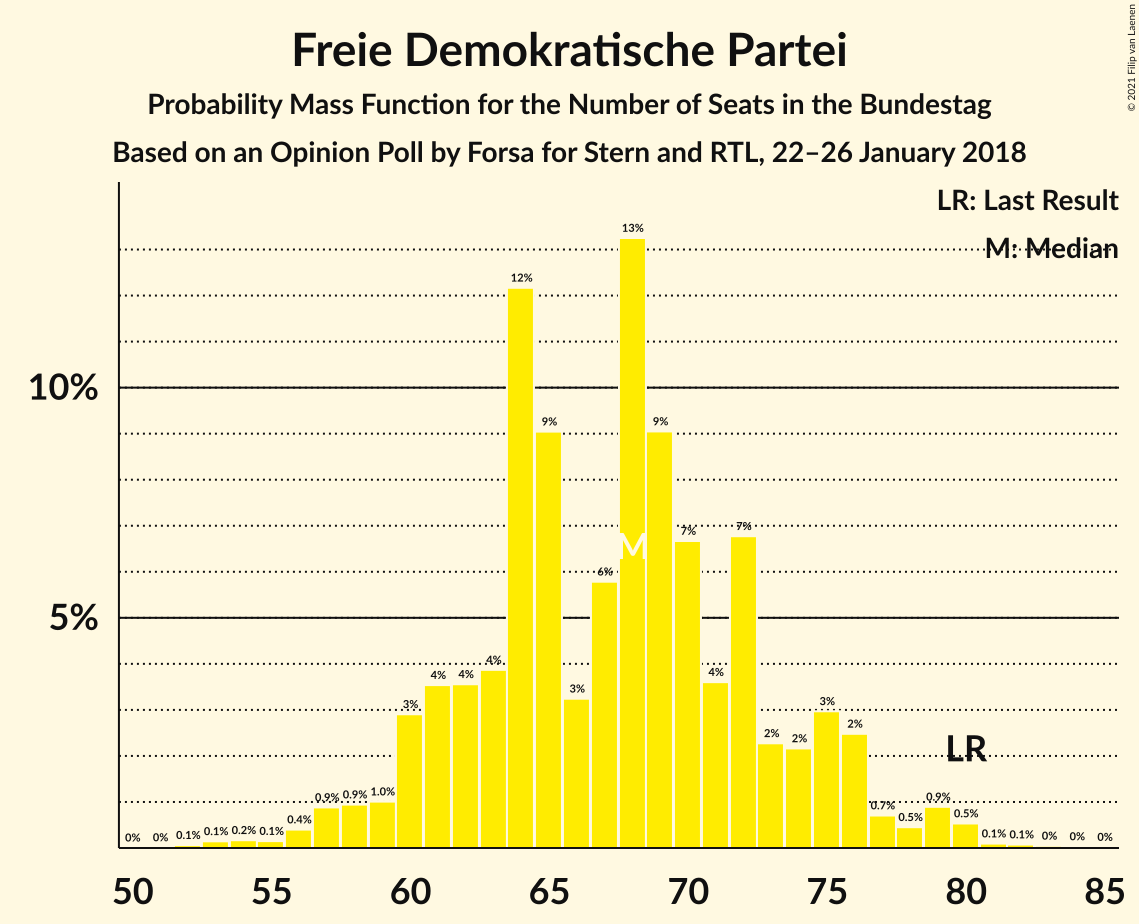 Freie Demokratische Partei
Probability Mass Function for the Number of Seats in the Bundestag
Based on an Opinion Poll by Forsa for Stern and RTL, 22–26 January 2018
© 2021 Filip van Laenen
LR: Last Result
M: Median
10%
5%
0% 0% 0.1% 0.1% 0.2% 0.1% 0.4% 0.9% 0.9% 1.0% 3% 4% 4% 4% 12% 9% 3% 6% 13% 9% 7% 4% 7% 2% 2% 3% 2% 0.7% 0.5% 0.9% 0.5% 0.1% 0.1% 0% 0% 0%
M
LR
50 55 60 65 70 75 80 85